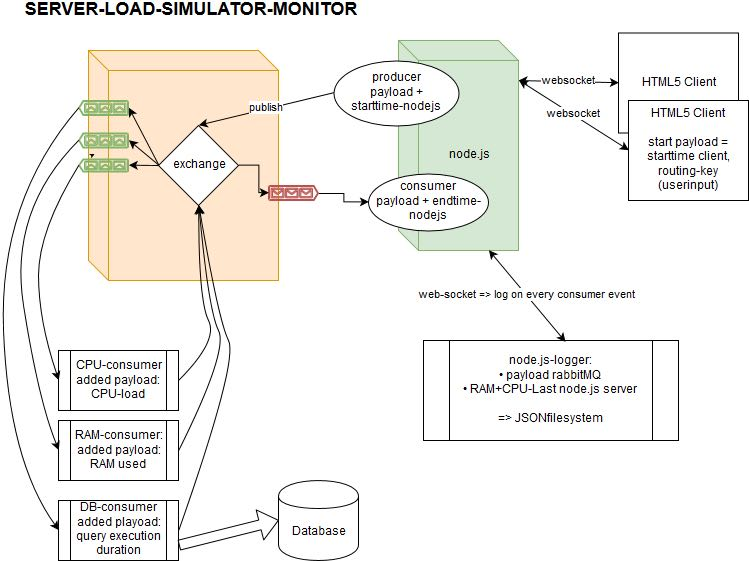 SERVER-LOAD-SIMULATOR-MONITOR
producer
payload +
starttime-nodejs
publish
exchange
node.js
consumer
payload + endtime-
nodejs
websocket
websocket
HTML5 Client
HTML5 Client
start payload =
starttime client,
routing-key
(userinput)
web-socket => log on every consumer event
node.js-logger:
• payload rabbitMQ
• RAM+CPU-Last node.js server
=> JSONfilesystem
CPU-consumer
added payload:
CPU-load
RAM-consumer:
added payload:
RAM used
DB-consumer
added playoad:
query execution
duration
Database